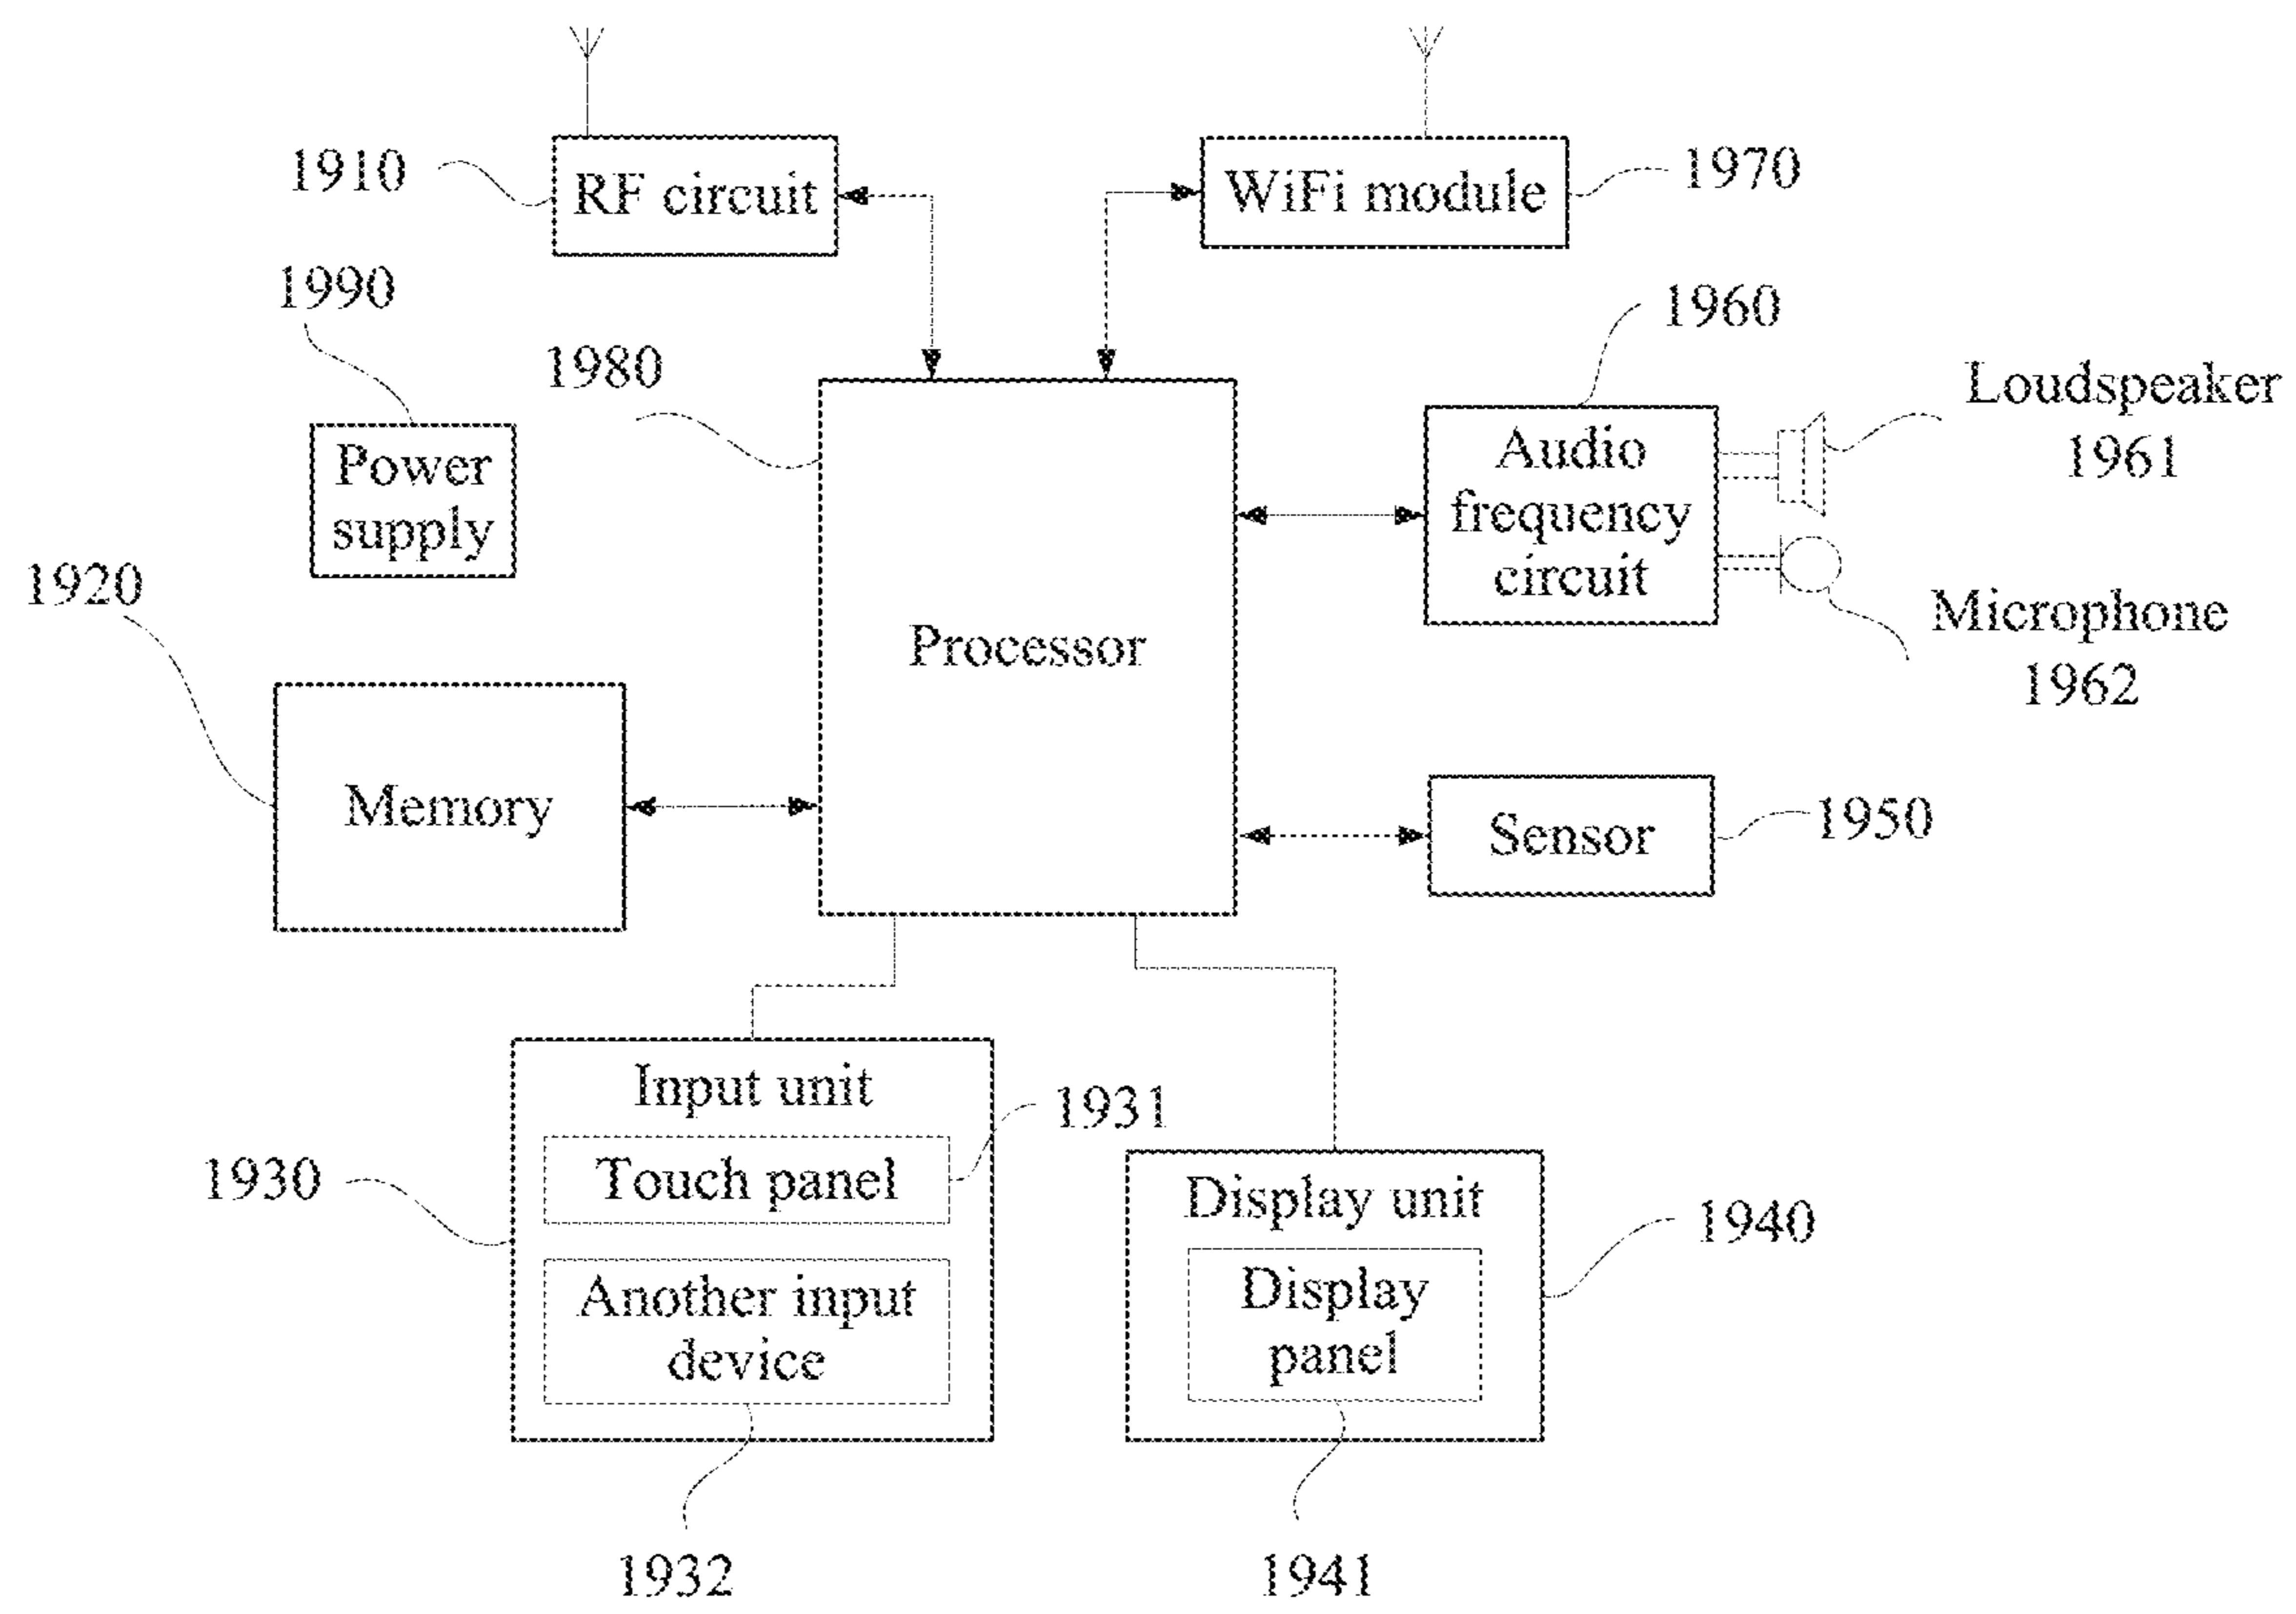 1910
RF circuit
WiFi module
1970
1990
1980
1960
Power
supply
Audio
frequency
circuit
Loudspeaker
1961
Microphone
1962
1920
Memory
Processor
Sensor
1950
Input unit
1931
Touch panel
1930
Another input
device
1932
Display unit
1940
Display
panel
1941